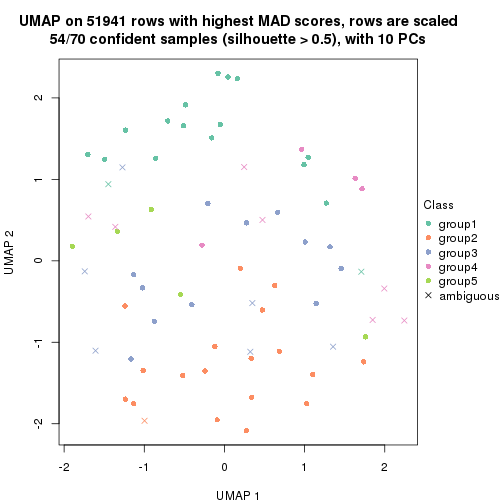 UMAP on 51941 rows with highest MAD scores, rows are scaled
54/70 confident samples (silhouette > 0.5), with 10 PCs
UMAP 2
2
1
0
-1
-2
-2
-1
0
1
2
UMAP 1
Class
group1
group2
group3
group4
group5
ambiguous